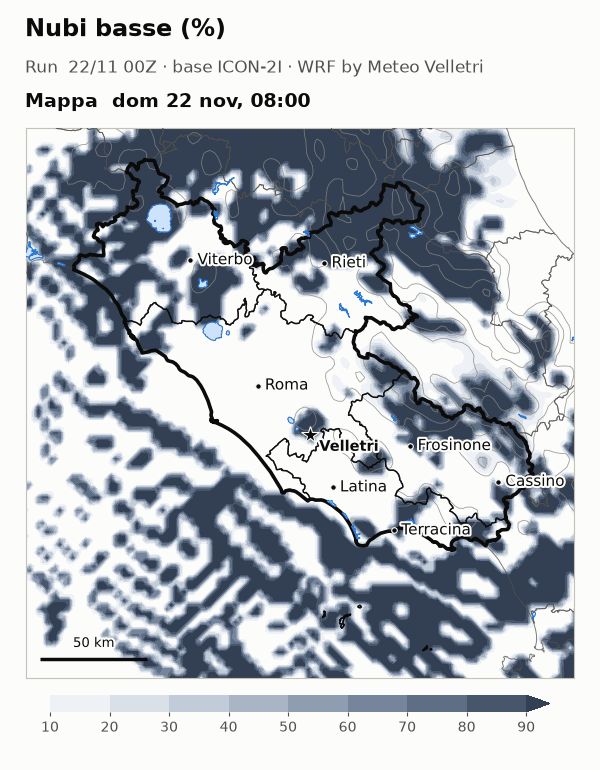 Nubi basse (%)
Run  22/11 00Z · base ICON-2I · WRF by Meteo Velletri
Mappa  dom 22 nov, 08:00
Viterbo
Rieti
Roma
Velletri
Frosinone
Latina
Cassino
Terracina
50 km
10 20 30 40 50 60 70 80 90